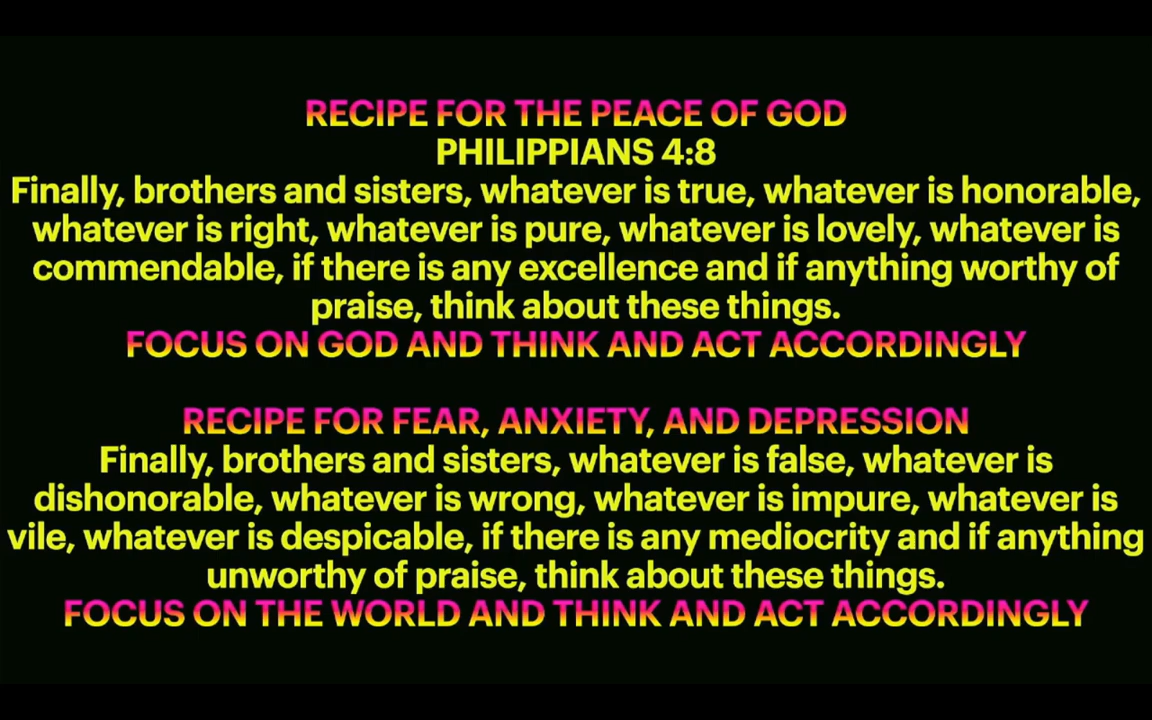 RECIPE FOR THE PEACE OF GOD
PHILIPPIANS 4:8
Finally, brothers and sisters, whatever is true, whatever is honorable,
whatever is right, whatever is pure, whatever is lovely, whatever is
commendable, if there is any excellence and if anything worthy of
praise, think about these things.
FOCUS ON GOD AND THINK AND ACT ACCORDINGLY
RECIPE FOR FEAR, ANXIETY, AND DEPRESSION
Finally, brothers and sisters, whatever is false, whatever is
dishonorable, whatever is wrong, whatever is impure, whatever is
vile, whatever is despicable, if there is any mediocrity and if anything
unworthy of praise, think about these things.
FOCUS ON THE WORLD AND THINK AND ACT ACCORDINGLY